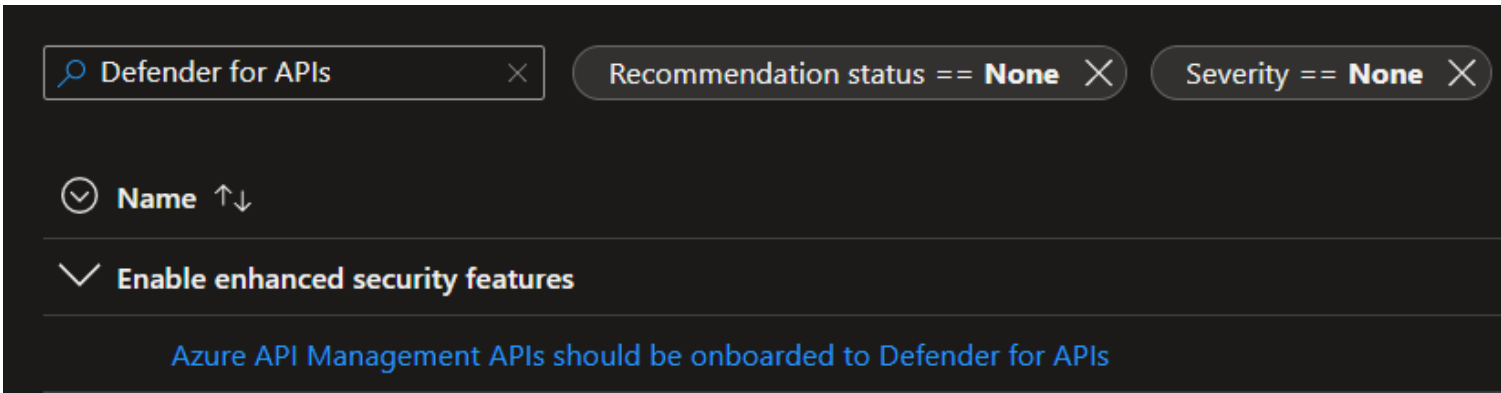 Defender for APIs Recommendation status == None Severity == None
Name
Enable enhanced security features
Azure API Management APIs should be onboarded to Defender for APIs